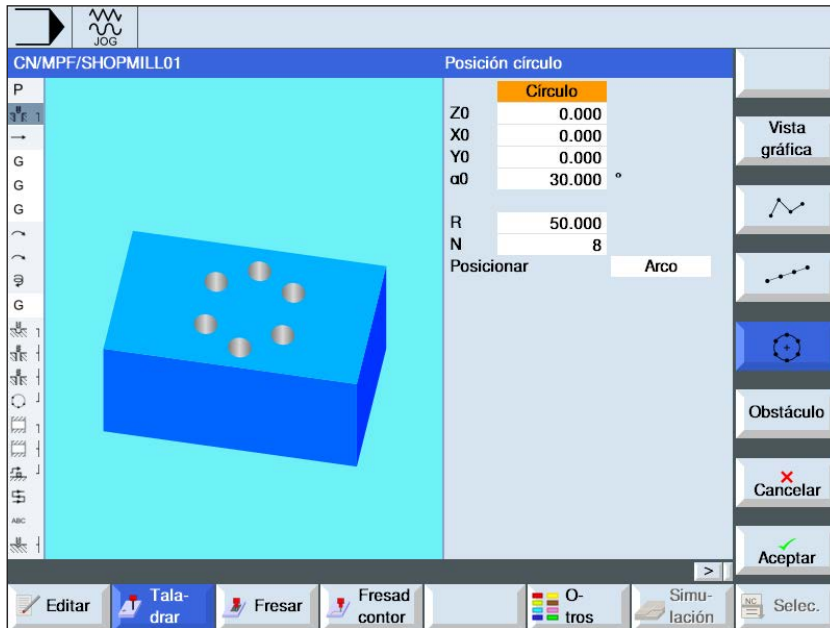 JOG
CN/MPF/SHOPMILL01
Posición círculo
P
G
G
G
G
ABC
Círculo
Z0 0.000
X0 0.000
Y0 0.000
α0 30.000 °
R 50.000
N 8
Posicionar Arco
Vista
gráfica
Obstáculo
Cancelar
Aceptar
>
Editar
Tala-
drar
Fresar
Fresad
contor
O-
tros
Simu-
lación
NC
Selec.